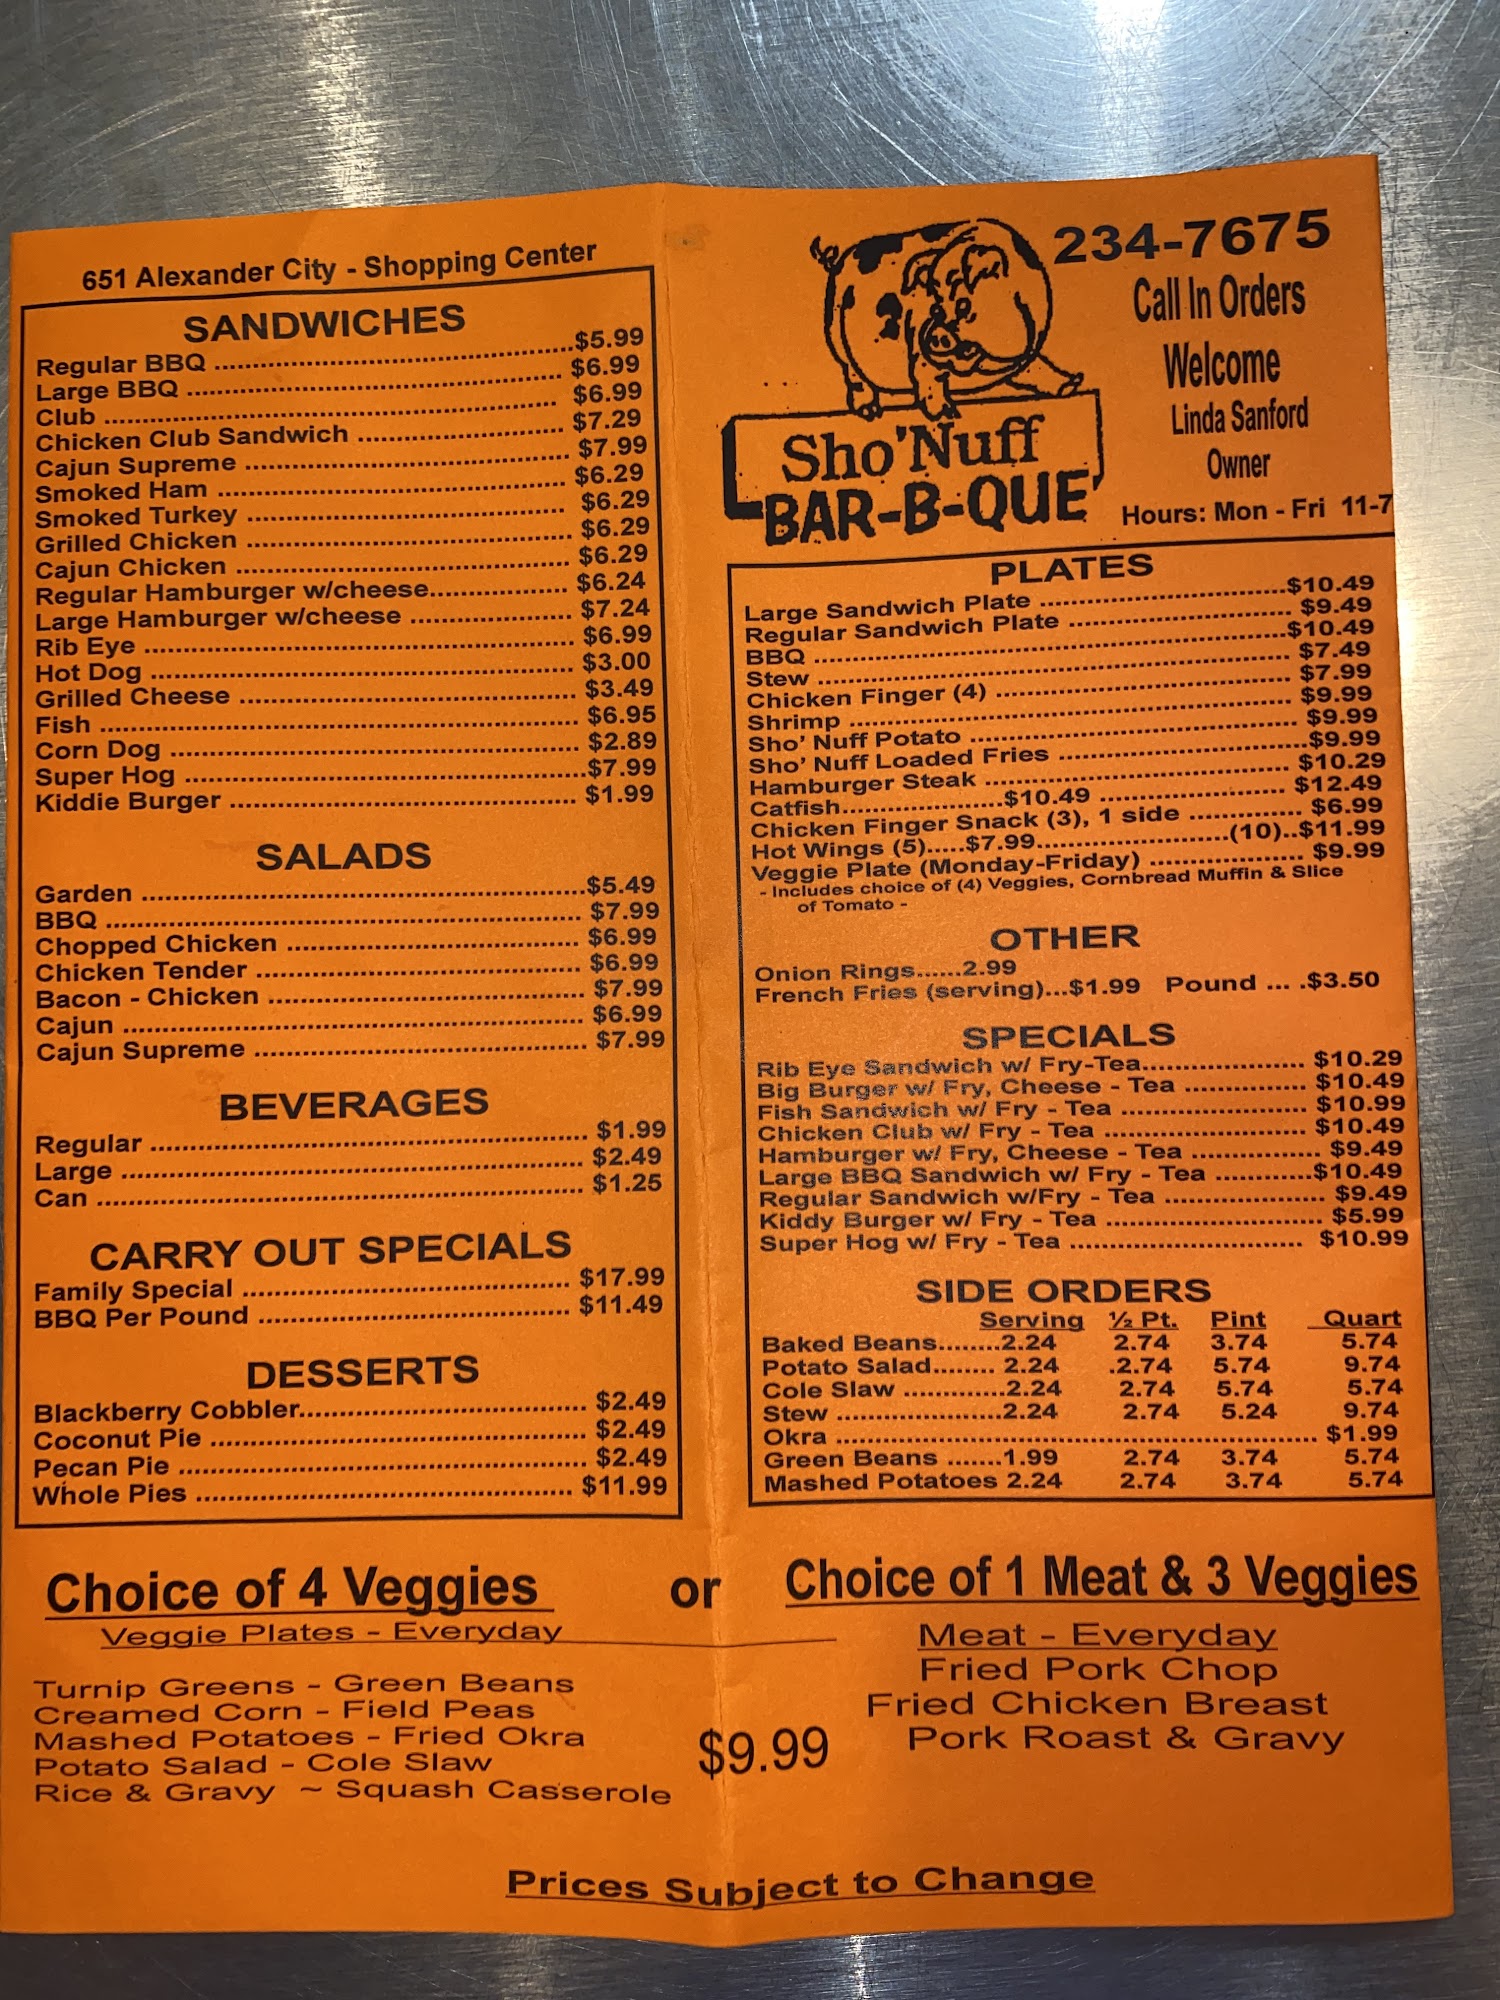 651 Alexander City - Shopping Center
SANDWICHES
Regular BBQ ........ $5.99
Large BBQ ........ $6.99
Club ........ $6.99
Chicken Club Sandwich ........ $7.29
Cajun Supreme ........ $7.99
Smoked Ham ........ $6.29
Smoked Turkey ........ $6.29
Grilled Chicken ........ $6.29
Cajun Chicken ........ $6.29
Regular Hamburger w/cheese........ $6.24
Large Hamburger w/cheese ........ $7.24
Rib Eye ........ $6.99
Hot Dog ........ $3.00
Grilled Cheese ........ $3.49
Fish ........ $6.95
Corn Dog ........ $2.89
Super Hog ........ $7.99
Kiddie Burger ........ $1.99
SALADS
Garden ........ $5.49
BBQ ........ $7.99
Chopped Chicken ........ $6.99
Chicken Tender ........ $6.99
Bacon - Chicken ........ $7.99
Cajun ........ $6.99
Cajun Supreme ........ $7.99
BEVERAGES
Regular ........ $1.99
Large ........ $2.49
Can ........ $1.25
CARRY OUT SPECIALS
Family Special ........ $17.99
BBQ Per Pound ........ $11.49
DESSERTS
Blackberry Cobbler........ $2.49
Coconut Pie ........ $2.49
Pecan Pie ........ $2.49
Whole Pies ........ $11.99
234-7675
Call In Orders
Welcome
Linda Sanford
Owner
Hours: Mon - Fri 11-7
Sho'Nuff
BAR-B-QUE
PLATES
Large Sandwich Plate ........ $10.49
Regular Sandwich Plate ........ $9.49
BBQ ........ $10.49
Stew ........ $7.49
Chicken Finger (4) ........ $7.99
Shrimp ........ $9.99
Sho' Nuff Potato ........ $9.99
Sho' Nuff Loaded Fries ........ $9.99
Hamburger Steak ........ $10.29
Catfish........$10.49 ........ $12.49
Chicken Finger Snack (3), 1 side ........ $6.99
Hot Wings (5).....$7.99........(10)..$11.99
Veggie Plate (Monday-Friday) ........ $9.99
- Includes choice of (4) Veggies, Cornbread Muffin & Slice
of Tomato -
OTHER
Onion Rings......2.99
French Fries (serving)...$1.99 Pound ... .$3.50
SPECIALS
Rib Eye Sandwich w/ Fry-Tea........ $10.29
Big Burger w/ Fry, Cheese - Tea ........ $10.49
Fish Sandwich w/ Fry - Tea ........ $10.99
Chicken Club w/ Fry - Tea ........ $10.49
Hamburger w/ Fry, Cheese - Tea ........ $9.49
Large BBQ Sandwich w/ Fry - Tea ........$10.49
Regular Sandwich w/Fry - Tea ........ $9.49
Kiddy Burger w/ Fry - Tea ........ $5.99
Super Hog w/ Fry - Tea ........ $10.99
SIDE ORDERS
Serving ½ Pt. Pint Quart
Baked Beans........2.24 2.74 3.74 5.74
Potato Salad........ 2.24 .2.74 5.74 9.74
Cole Slaw ........2.24 2.74 5.74 5.74
Stew ........2.24 2.74 5.24 9.74
Okra ........ $1.99
Green Beans .......1.99 2.74 3.74 5.74
Mashed Potatoes 2.24 2.74 3.74 5.74
Choice of 4 Veggies or Choice of 1 Meat & 3 Veggies
Veggie Plates - Everyday
Turnip Greens - Green Beans
Creamed Corn - Field Peas
Mashed Potatoes - Fried Okra
Potato Salad - Cole Slaw
Rice & Gravy ~ Squash Casserole
$9.99
Meat - Everyday
Fried Pork Chop
Fried Chicken Breast
Pork Roast & Gravy
Prices Subject to Change